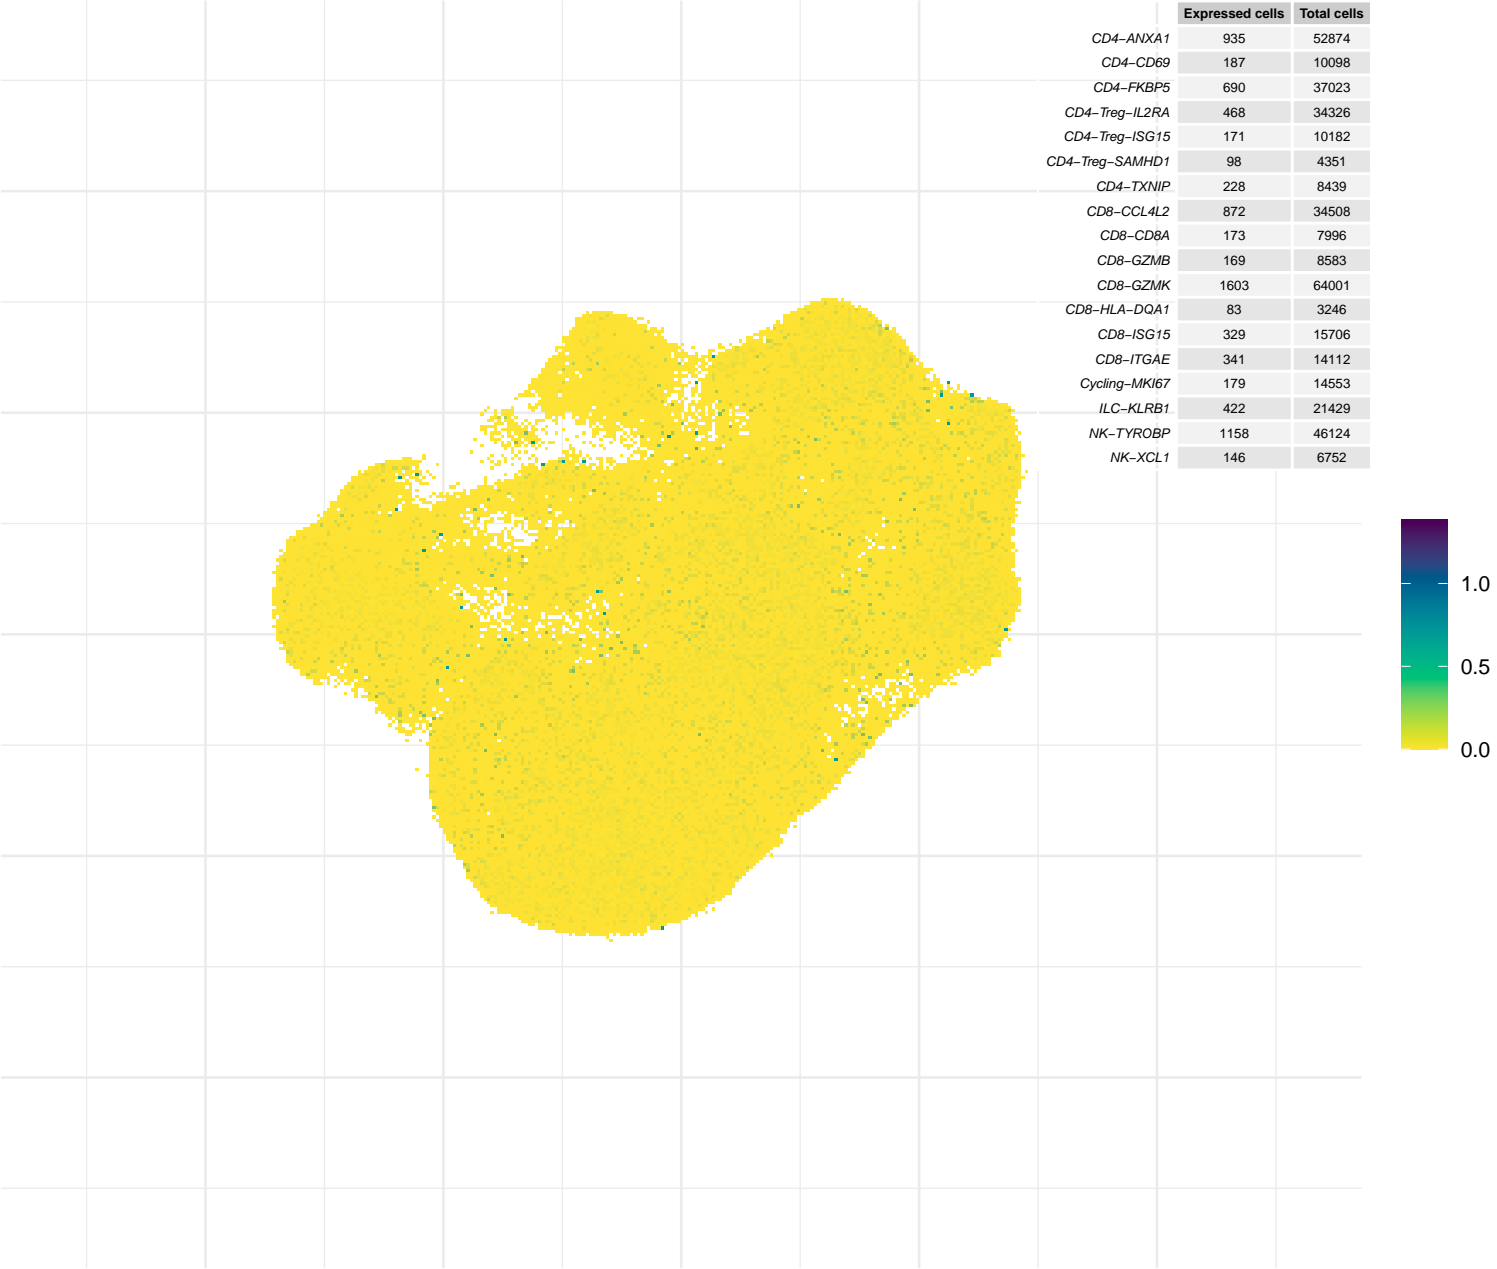 Expressed cells Total cells
CD4−ANXA1 935 52874
CD4−CD69 187 10098
CD4−FKBP5 690 37023
CD4−Treg−IL2RA 468 34326
CD4−Treg−ISG15 171 10182
CD4−Treg−SAMHD1 98 4351
CD4−TXNIP 228 8439
CD8−CCL4L2 872 34508
CD8−CD8A 173 7996
CD8−GZMB 169 8583
CD8−GZMK 1603 64001
CD8−HLA−DQA1 83 3246
CD8−ISG15 329 15706
CD8−ITGAE 341 14112
Cycling−MKI67 179 14553
ILC−KLRB1 422 21429
NK−TYROBP 1158 46124
NK−XCL1 146 6752
1.0
0.5
0.0